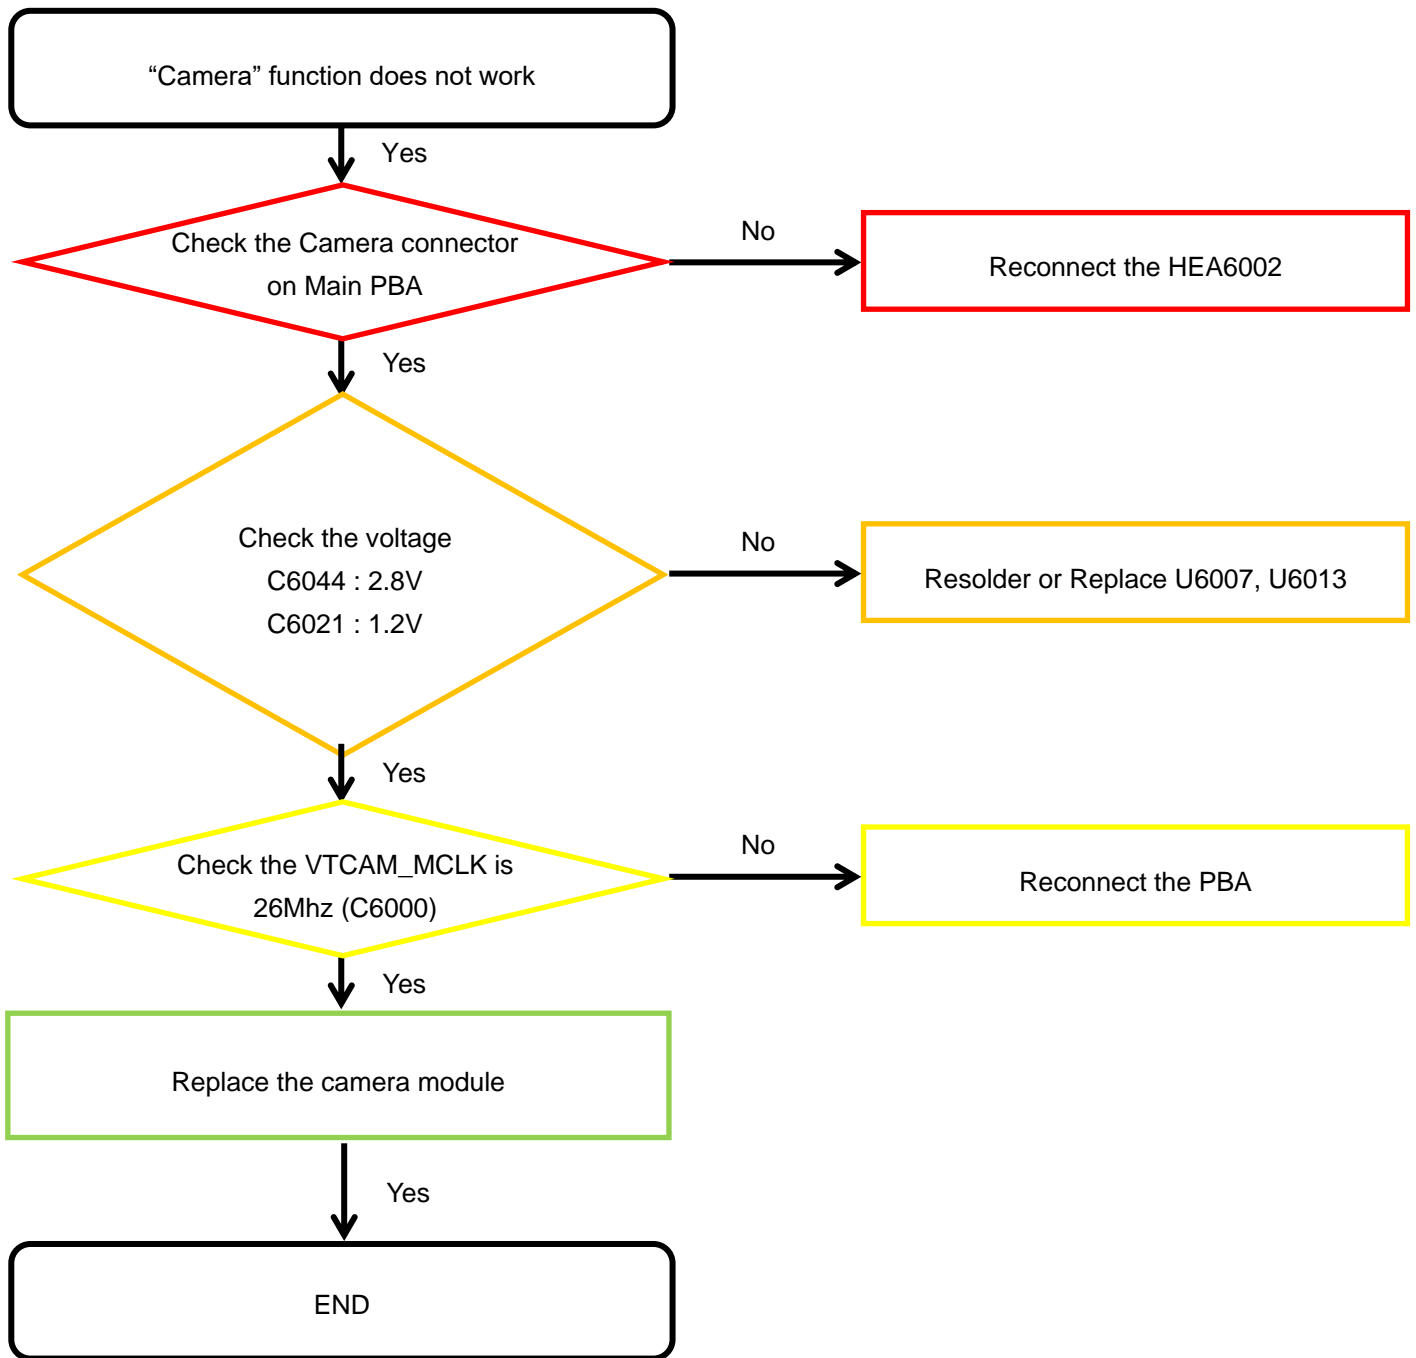 “Camera” function does not work
Yes
Check the Camera connector
on Main PBA
No
Reconnect the HEA6002
Yes
Check the voltage
C6044 : 2.8V
C6021 : 1.2V
No
Resolder or Replace U6007, U6013
Yes
Check the VTCAM_MCLK is
26Mhz (C6000)
No
Reconnect the PBA
Yes
Replace the camera module
Yes
END